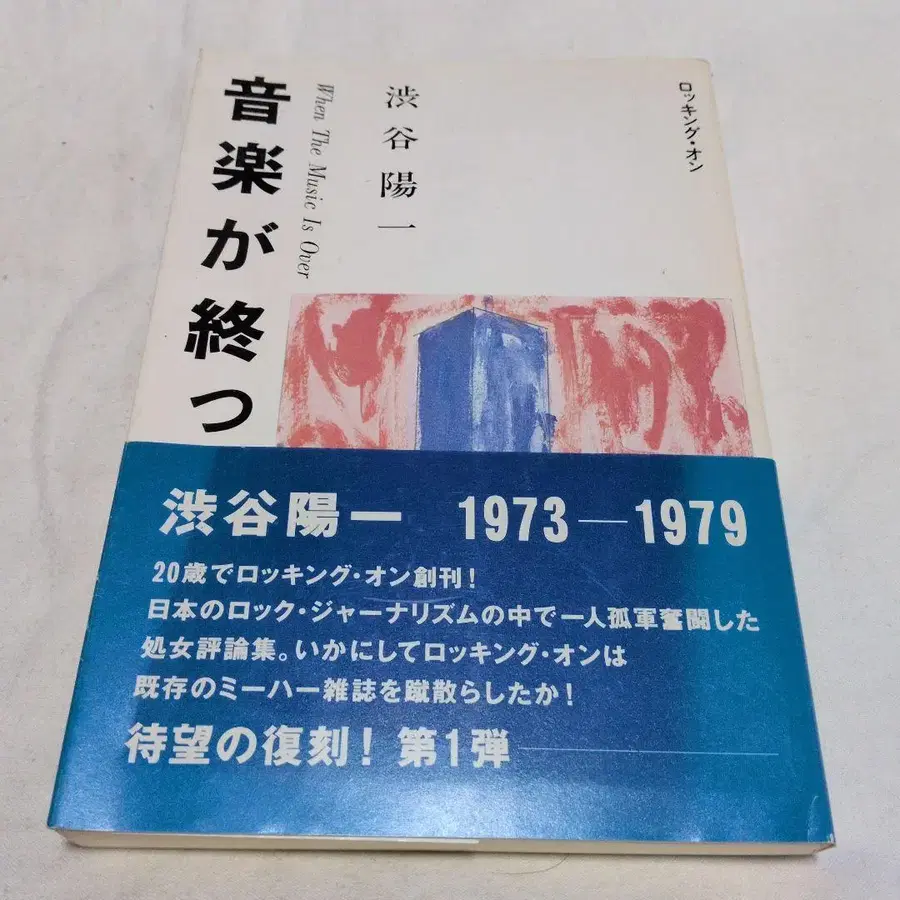 ロッキング・オン
渋谷陽一
When The Music Is Over
音楽が終っ
渋谷陽一 1973—1979
20歳でロッキング・オン創刊!
日本のロック・ジャーナリズムの中で一人孤軍奮闘した
処女評論集。いかにしてロッキング・オンは
既存のミーハー雑誌を蹴散らしたか!
待望の復刻! 第1弾